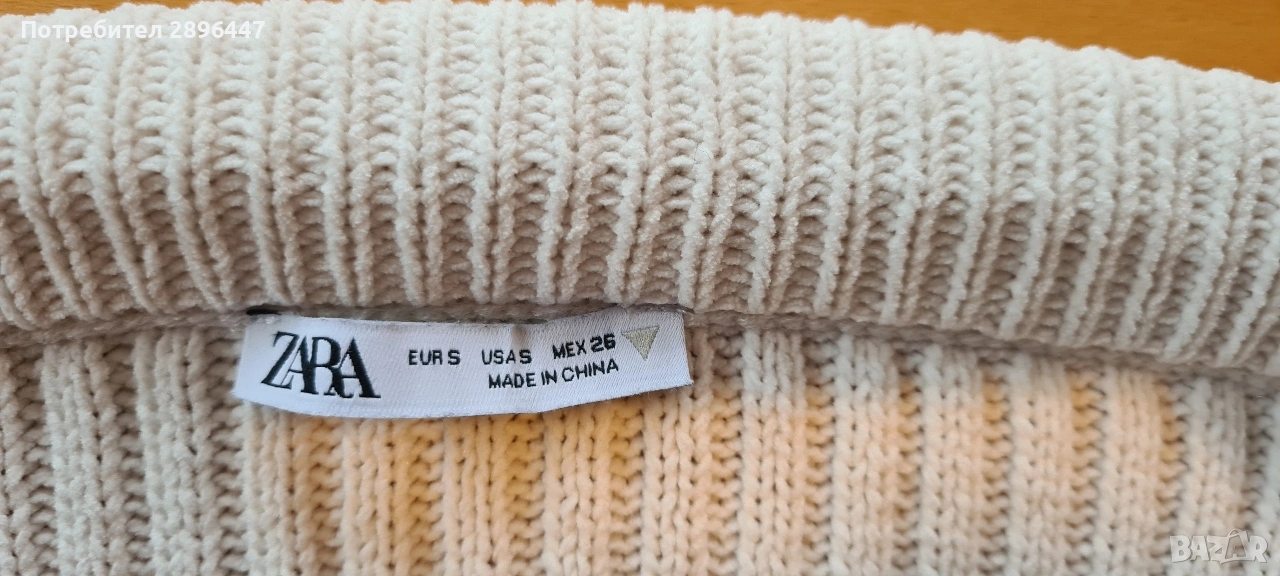 Потребител 2896447
ZARA
EUR S USA S MEX 26
MADE IN CHINA
BAZAR